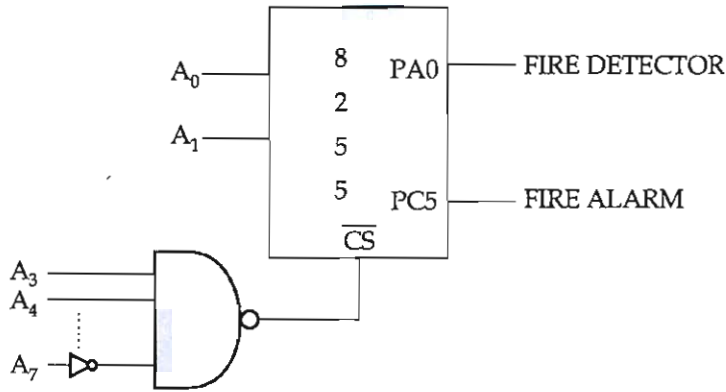 A0
A1
8
2
5
5
PA0
FIRE DETECTOR
PC5
FIRE ALARM
CS
A3
A4
A7